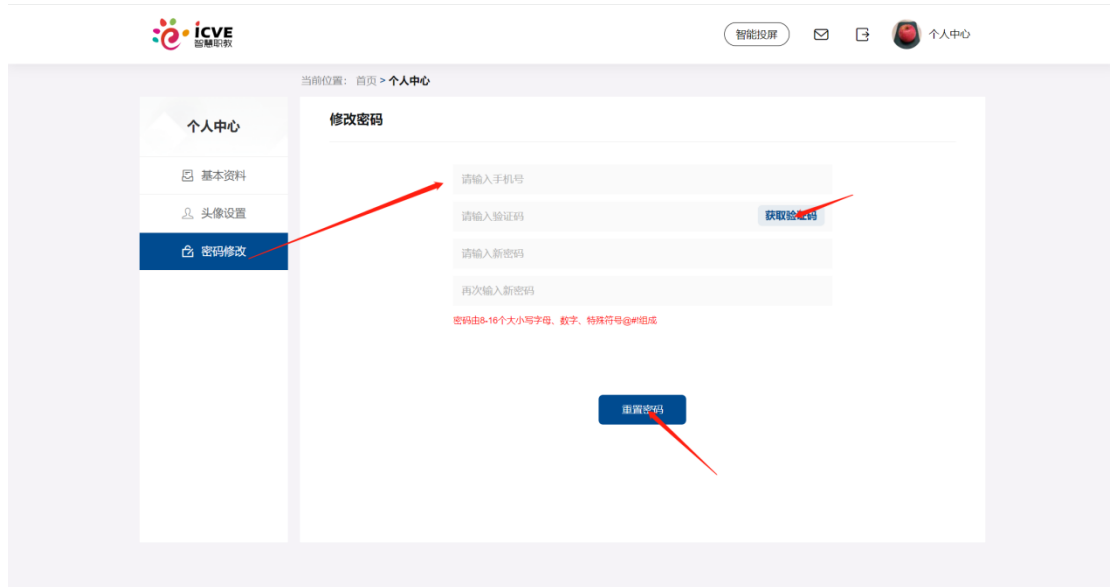 icve
智慧职教
智能投屏
个人中心
当前位置： 首页 > 个人中心
个人中心
修改密码
基本资料
请输入手机号
头像设置
请输入验证码
获取验证码
密码修改
请输入新密码
再次输入新密码
密码由8-16个大小写字母、数字、特殊符号@#!组成
重置密码